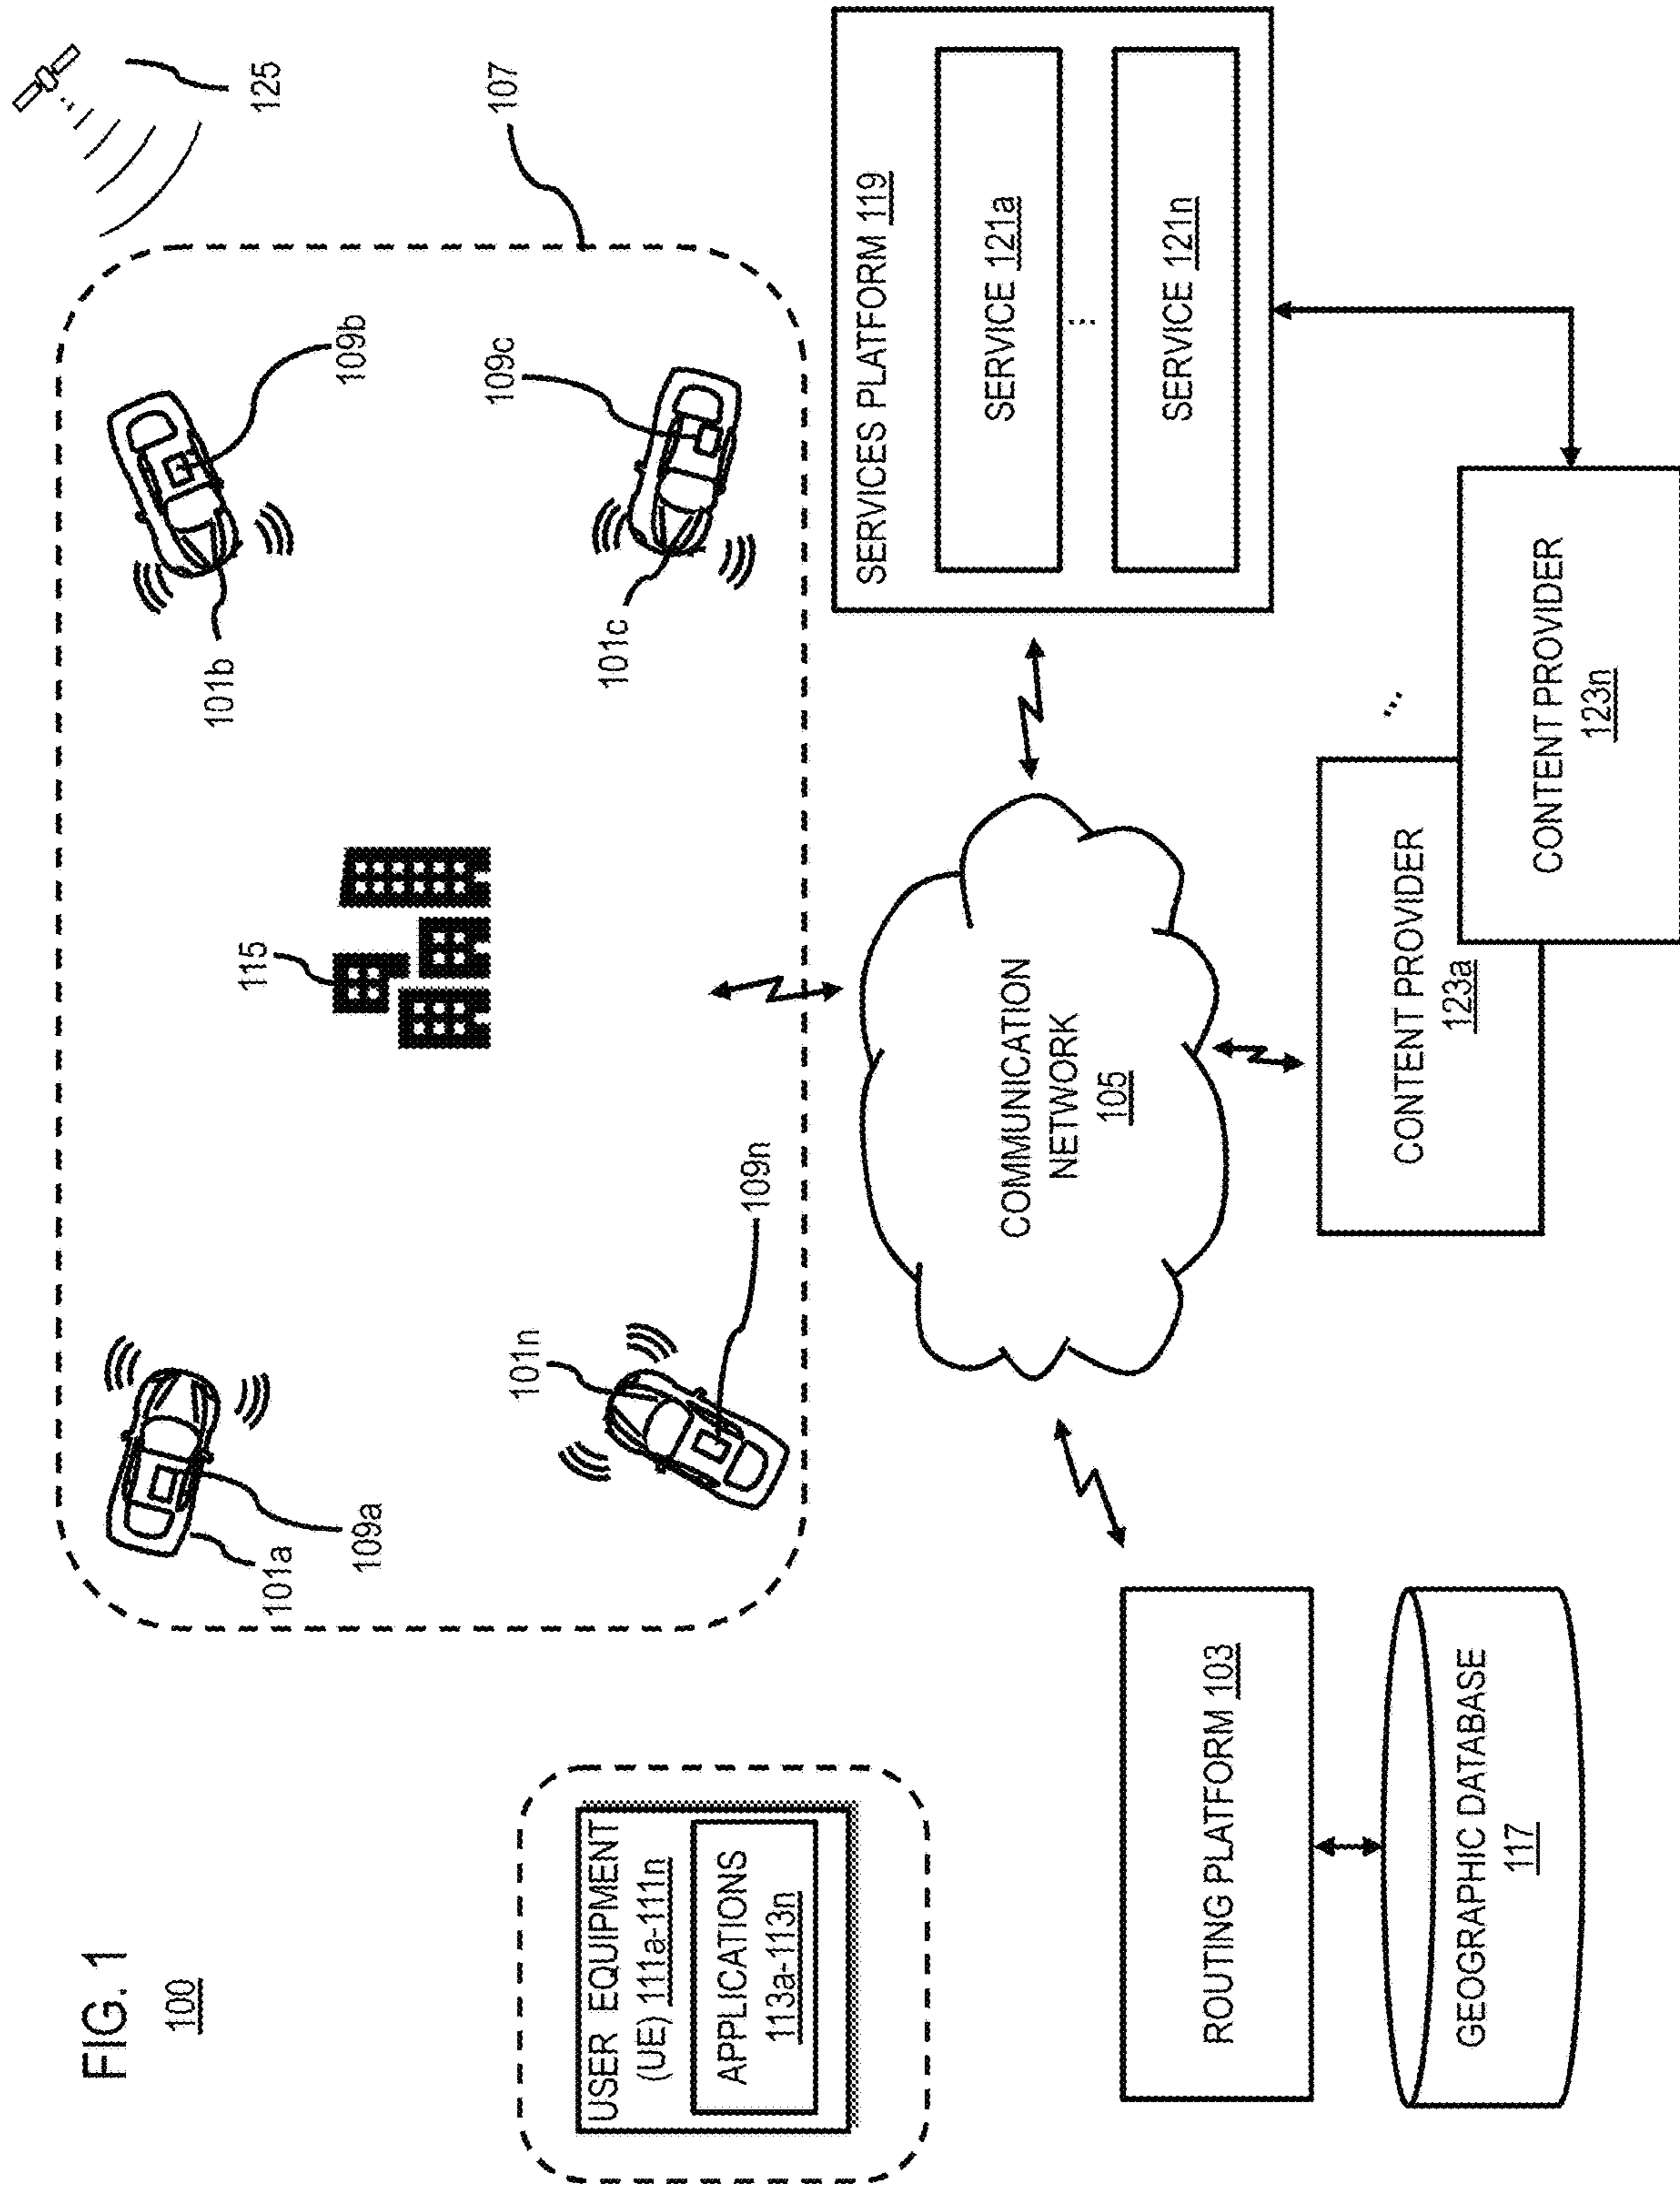 FIG. 1
100
USER EQUIPMENT
(UE) 111a-111n
APPLICATIONS
113a-113n
101a
109a
101n
109n
115
101b
109b
101c
109c
125
107
ROUTING PLATFORM 103
GEOGRAPHIC DATABASE
117
COMMUNICATION
NETWORK
105
SERVICES PLATFORM 119
SERVICE 121a
...
SERVICE 121n
CONTENT PROVIDER
123a
...
CONTENT PROVIDER
123n